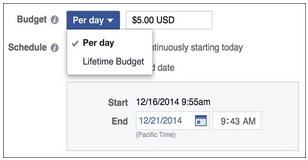 Budget Per day $5.00 USD
Per day
Schedule ntinuously starting today
Lifetime Budget
d date
Start 12/16/2014 9:55am
End 12/21/2014 9:43 AM
(Pacific Time)